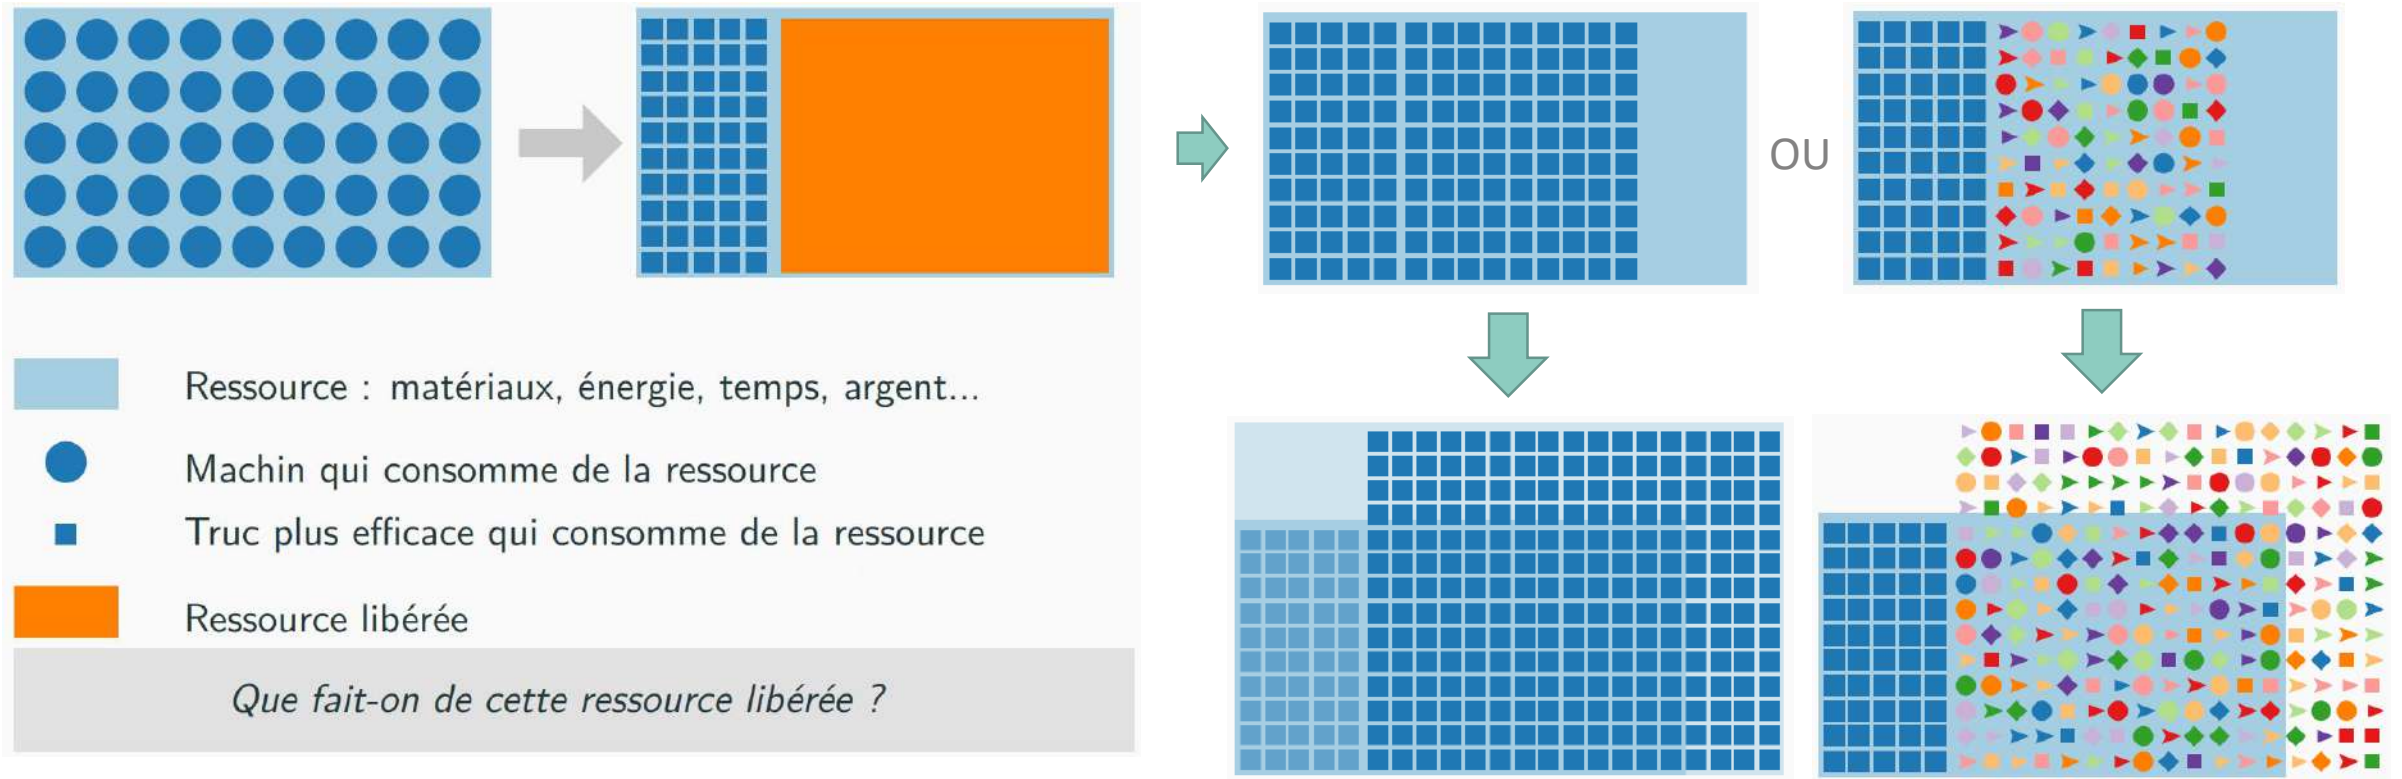 OU
Ressource : matériaux, énergie, temps, argent...
Machin qui consomme de la ressource
Truc plus efficace qui consomme de la ressource
Ressource libérée
Que fait-on de cette ressource libérée ?